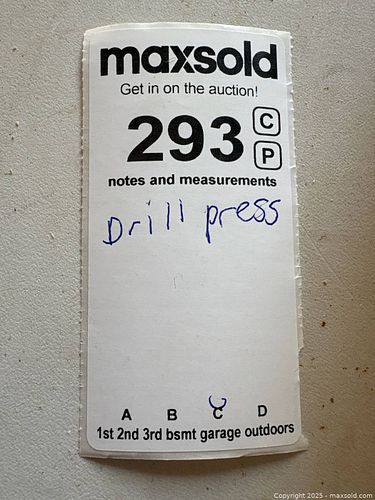 maxsold
Get in on the auction!
293 C
P
notes and measurements
Drill press
A B C D
1st 2nd 3rd bsmt garage outdoors
Copyright 2025 - maxsold.com